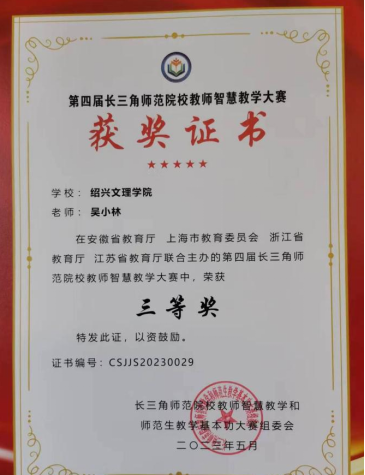 第四届长三角师范院校教师智慧教学大赛
获奖证书
学校：绍兴文理学院
老师：吴小林
在安徽省教育厅 上海市教育委员会 浙江省
教育厅 江苏省教育厅联合主办的第四届长三角师
范院校教师智慧教学大赛中，荣获
三等奖
特发此证，以资鼓励。
证书编号：CSJJS20230029
长三角师范院校教师智慧教学和
师范生教学基本功大赛组委会
二〇二三年五月